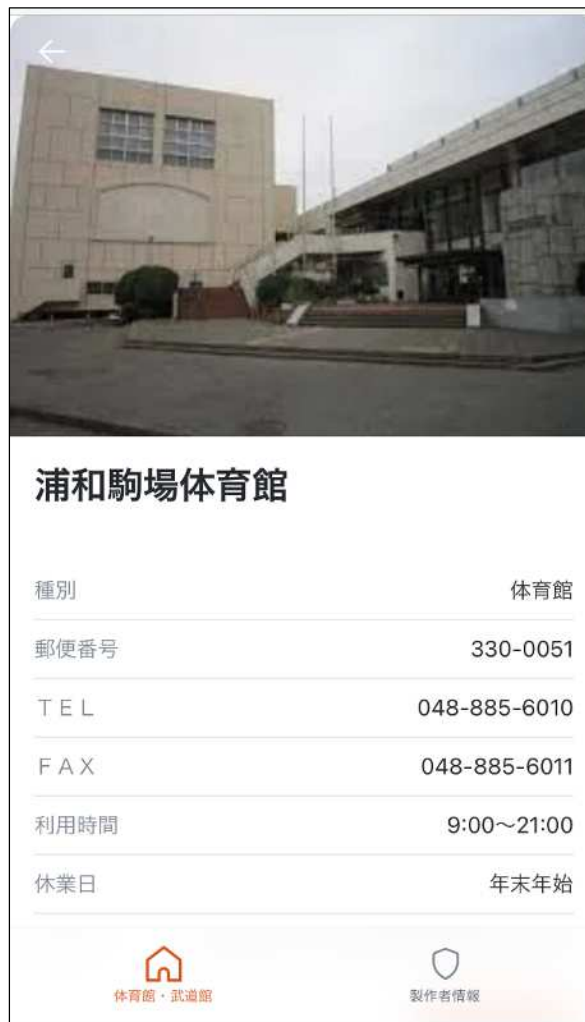 浦和駒場体育館
種別 体育館
郵便番号 330-0051
ＴＥＬ 048-885-6010
ＦＡＸ 048-885-6011
利用時間 9:00～21:00
休業日 年末年始
体育館・武道館 製作者情報